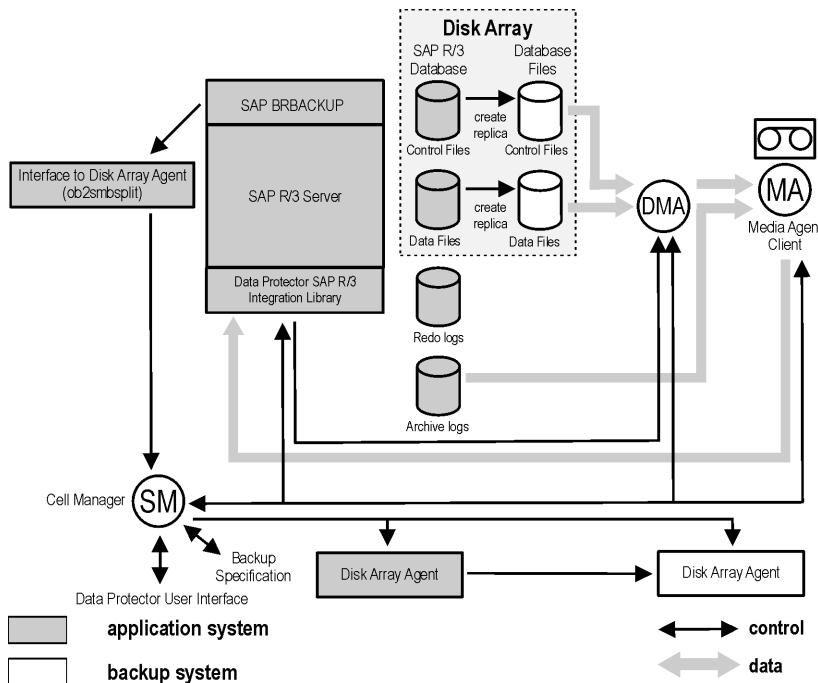 Disk Array
SAP R/3
Database
Database
Files
create
replica
Control Files
Control Files
create
replica
Data Files
Data Files
SAP BRBACKUP
SAP R/3 Server
Data Protector SAP R/3
Integration Library
Interface to Disk Array Agent
(ob2smbsplit)
DMA
MA
Media Agen
Client
Redo logs
Archive logs
Cell Manager
SM
Backup
Specification
Data Protector User Interface
Disk Array Agent
Disk Array Agent
application system
backup system
control
data